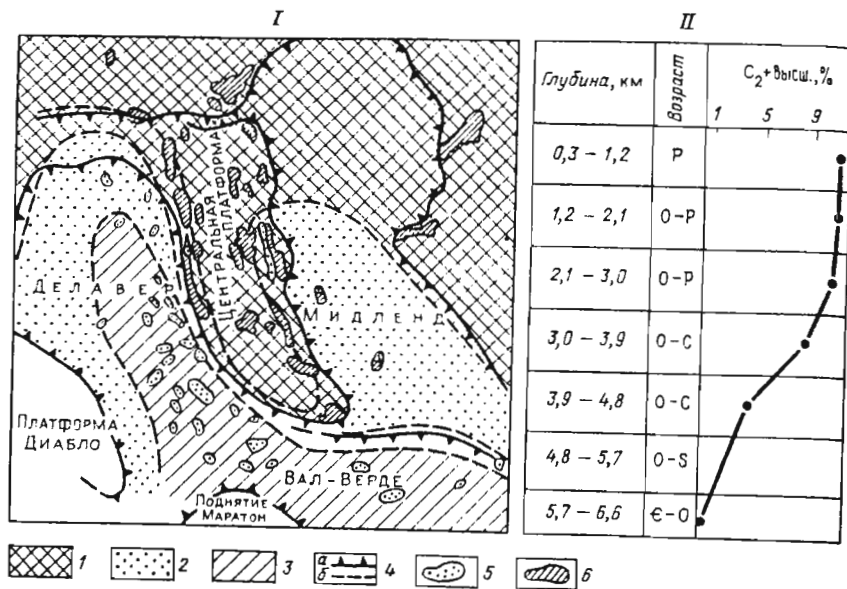 I
II
ЦЕНТРАЛЬНАЯ
ПЛАТФОРМА
ДЕЛАВЕР
МИДЛЕНД
ПЛАТФОРМА
ДИАБЛО
ВАЛ-ВЕРДЕ
ПОДНЯТИЕ
МАРАТОН
Глубина, км
Возраст
C₂+высш.,%
1 5 9
0,3 – 1,2 P
1,2 – 2,1 O–P
2,1 – 3,0 O–P
3,0 – 3,9 O–C
3,9 – 4,8 O–C
4,8 – 5,7 O–S
5,7 – 6,6 Є–O
1 2 3 а б 4 5 6